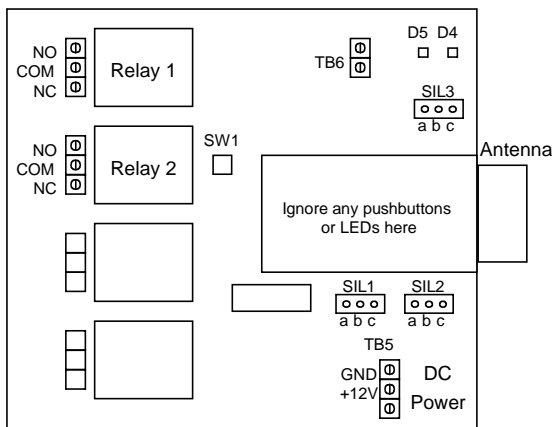 D5 D4
NO
COM
NC
Relay 1
TB6
SIL3
a b c
NO
COM
NC
Relay 2
SW1
Antenna
Ignore any pushbuttons
or LEDs here
SIL1
a b c
SIL2
a b c
TB5
GND
+12V
DC
Power